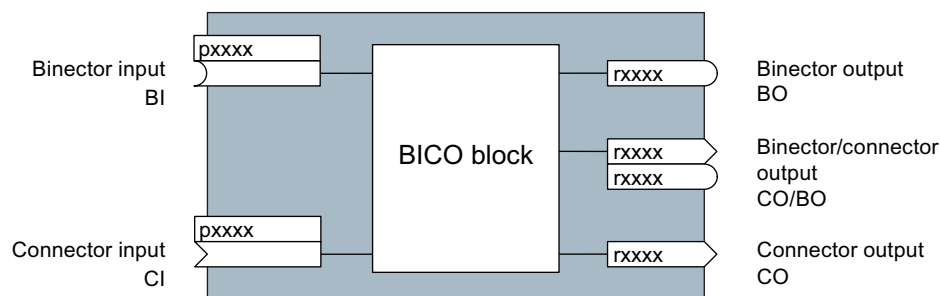 pxxxx
Binector input
BI
rxxxx
Binector output
BO
BICO block
rxxxx
rxxxx
Binector/connector
output
CO/BO
pxxxx
Connector input
CI
rxxxx
Connector output
CO